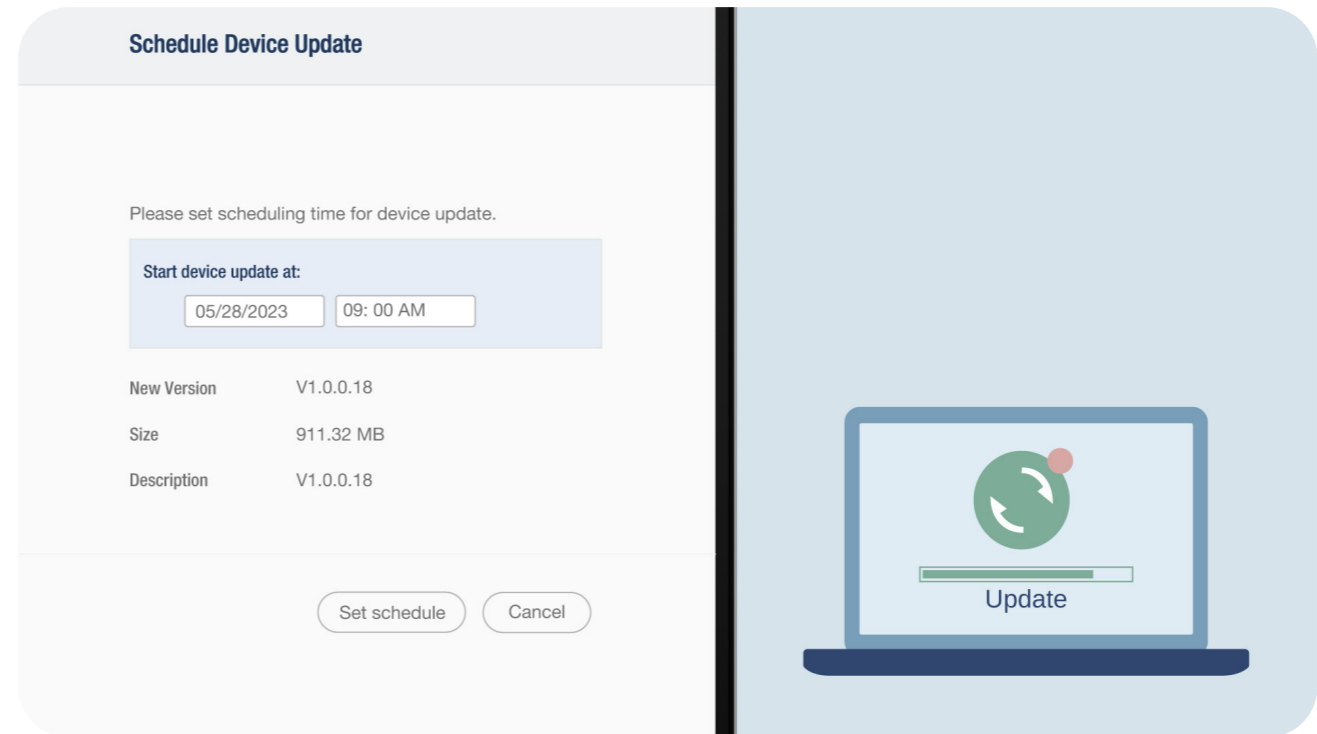 Schedule Device Update
Please set scheduling time for device update.
Start device update at:
05/28/2023 09: 00 AM
New Version V1.0.0.18
Size 911.32 MB
Description V1.0.0.18
Set schedule Cancel
Update